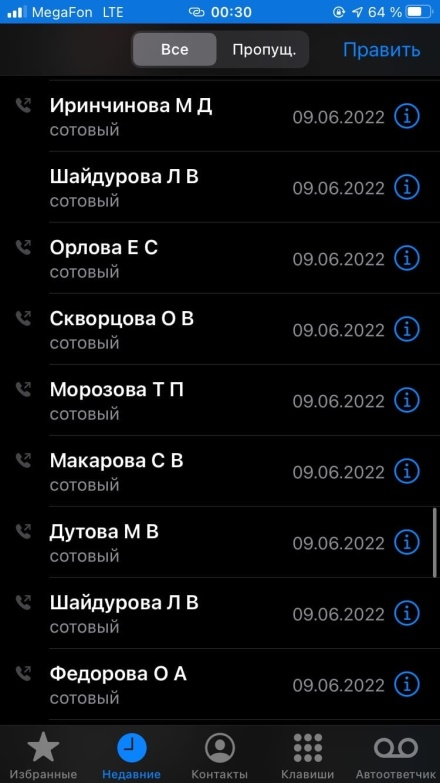 MegaFon LTE 00:30 64 %
Все Пропущ. Править
Иринчинова М Д
сотовый 09.06.2022
Шайдурова Л В
сотовый 09.06.2022
Орлова Е С
сотовый 09.06.2022
Скворцова О В
сотовый 09.06.2022
Морозова Т П
сотовый 09.06.2022
Макарова С В
сотовый 09.06.2022
Дутова М В
сотовый 09.06.2022
Шайдурова Л В
сотовый 09.06.2022
Федорова О А
сотовый 09.06.2022
Избранные Недавние Контакты Клавиши Автоответчик